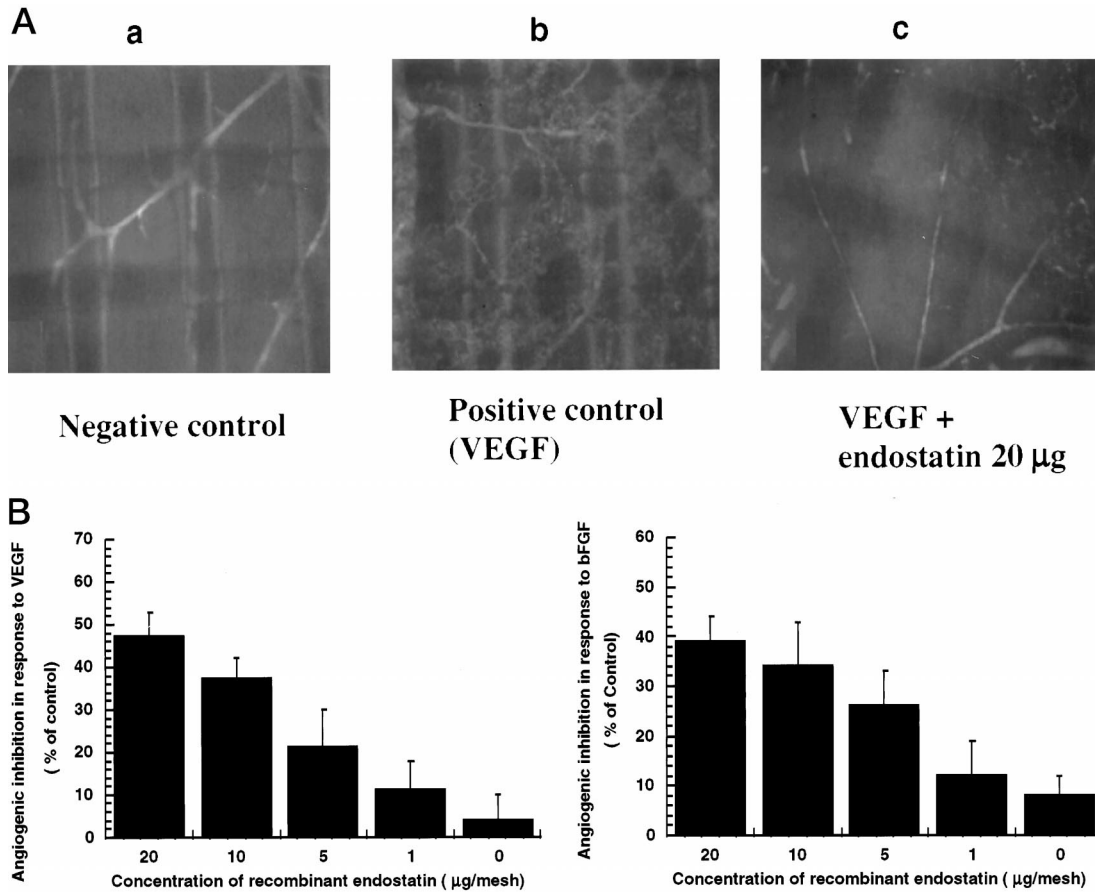 A
a
b
c
Negative control
Positive control
(VEGF)
VEGF +
endostatin 20 μg
B
Angiogenic inhibition in response to VEGF
( % of control)
70
60
50
40
30
20
10
0
20 10 5 1 0
Concentration of recombinant endostatin ( μg/mesh)
Angiogenic inhibition in response to bFGF
( % of Control)
60
50
40
30
20
10
0
20 10 5 1 0
Concentration of recombinant endostatin ( μg/mesh)